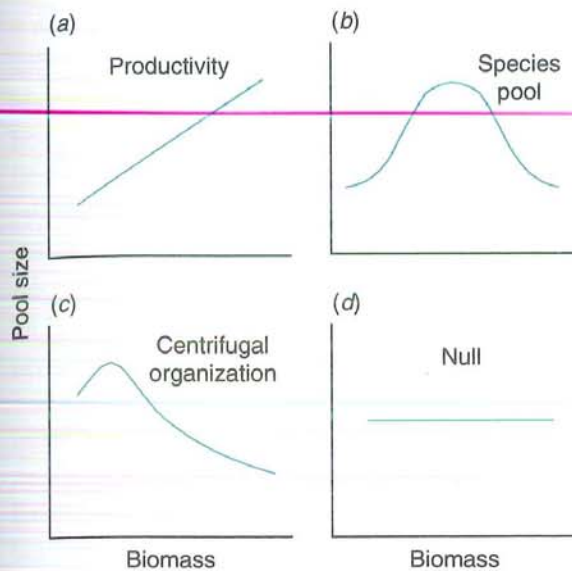 (a)
Productivity
(b)
Species
pool
Pool size
(c)
Centrifugal
organization
(d)
Null
Biomass
Biomass